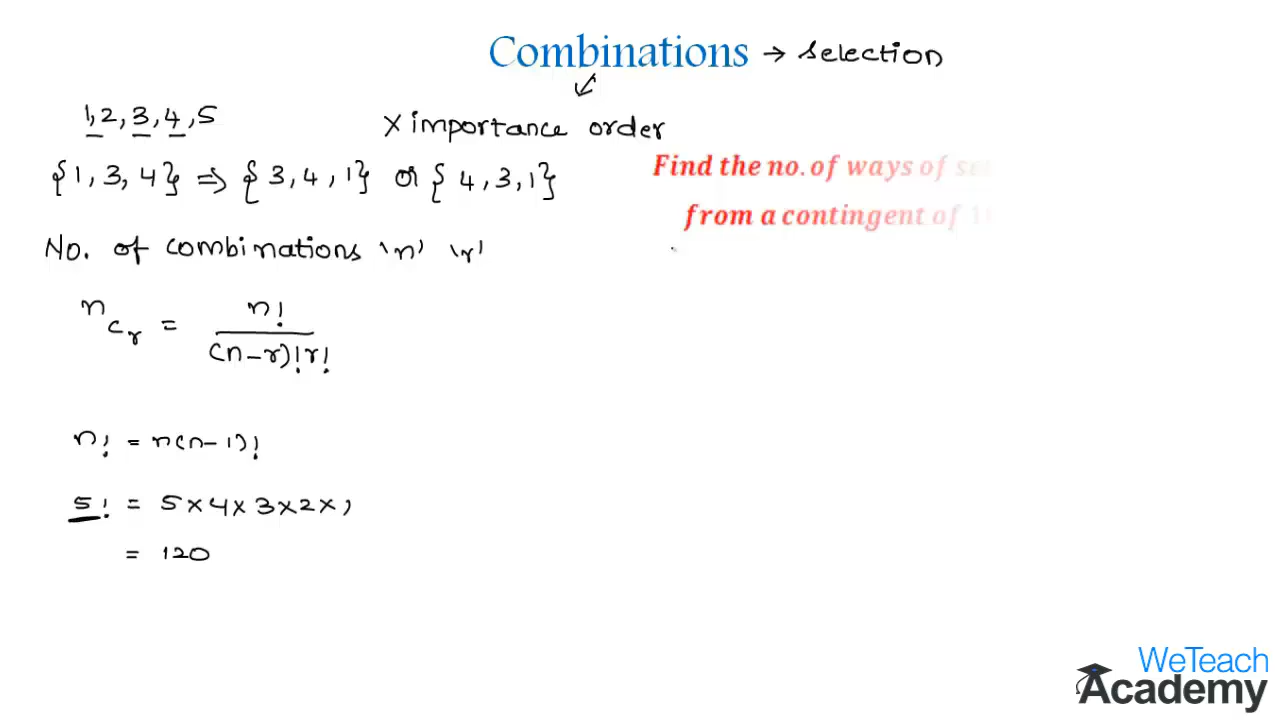 Combinations → selection
1,2,3,4,5
× importance order
{1,3,4} ⇒ {3,4,1} or {4,3,1}
Find the no. of ways of
from a contingent of
No. of combinations 'n' 'r'
nCr = n! / (n-r)!r!
n! = n(n-1)!
5! = 5×4×3×2×1
= 120
WeTeach
Academy